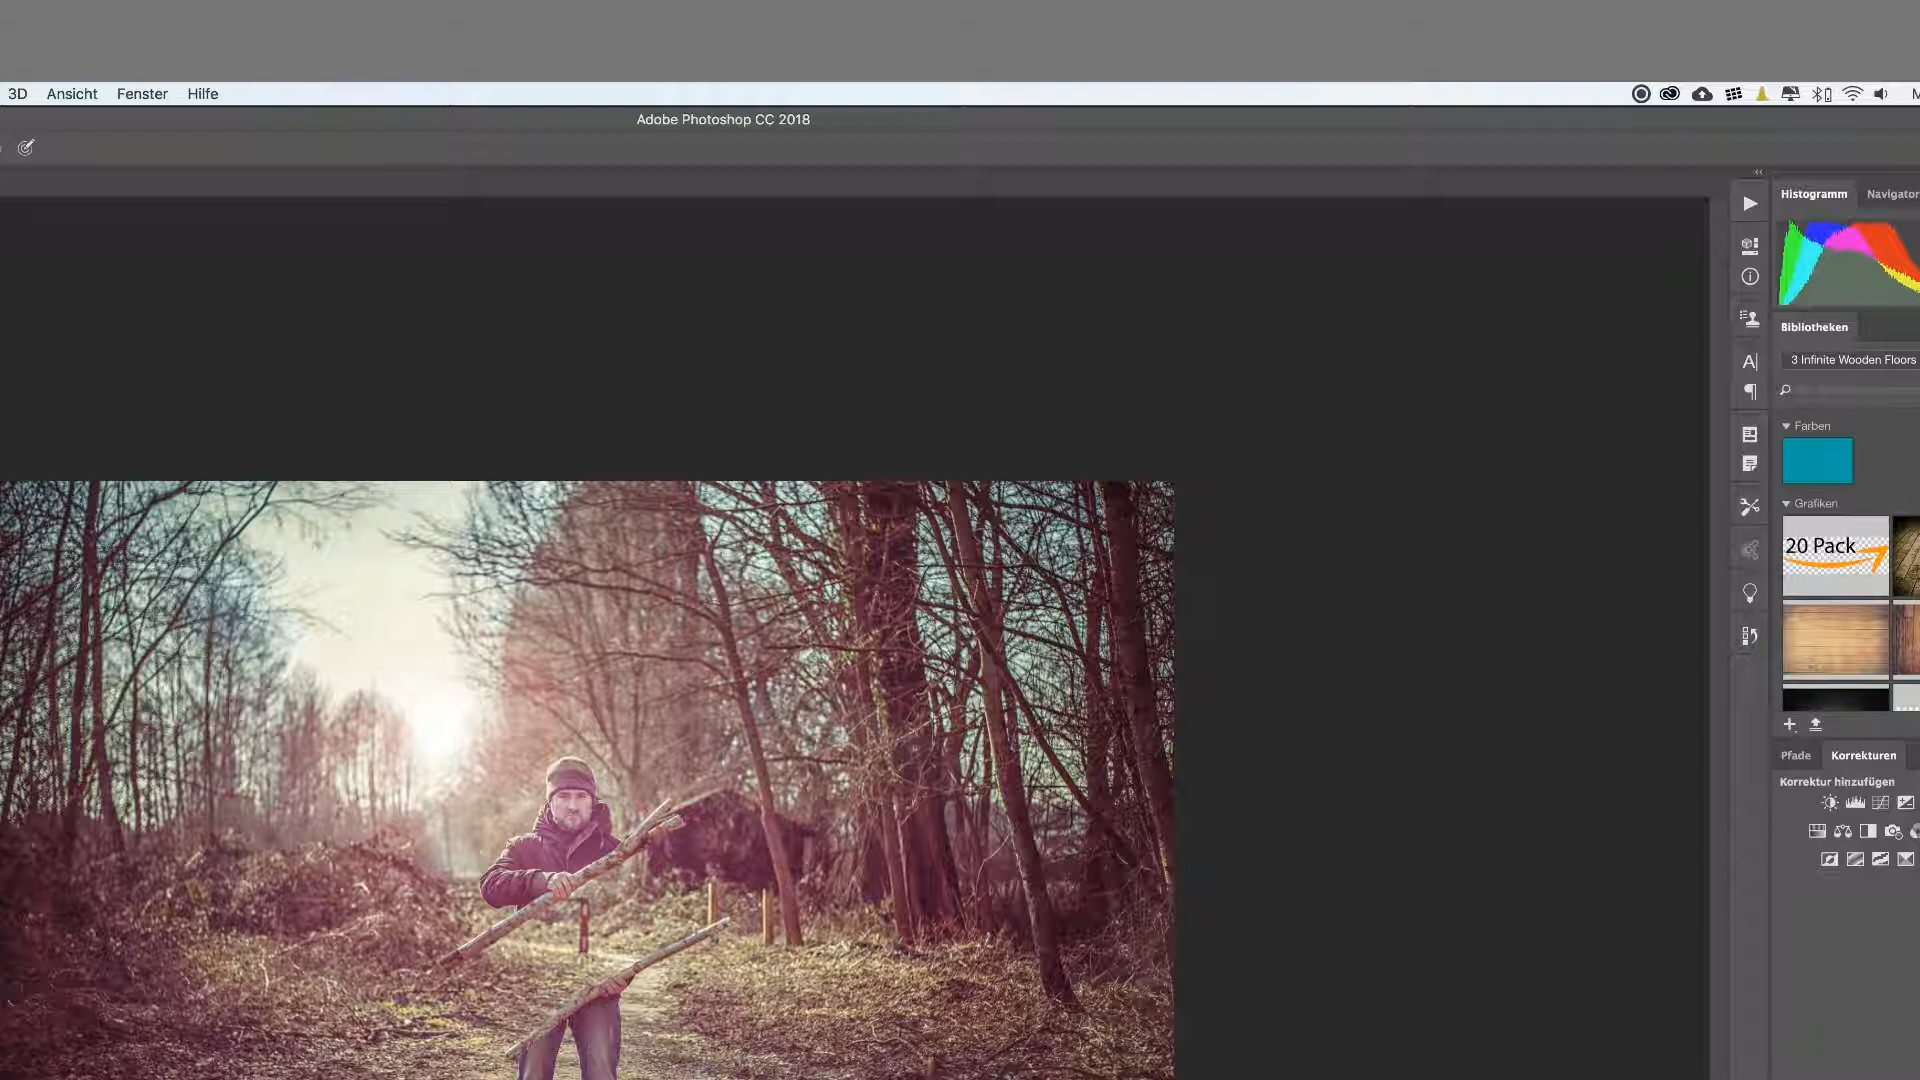 3D Ansicht Fenster Hilfe
Adobe Photoshop CC 2018
Histogramm Navigator
Bibliotheken
3 Infinite Wooden Floors
Farben
Grafiken
20 Pack
Pfade Korrekturen
Korrektur hinzufügen